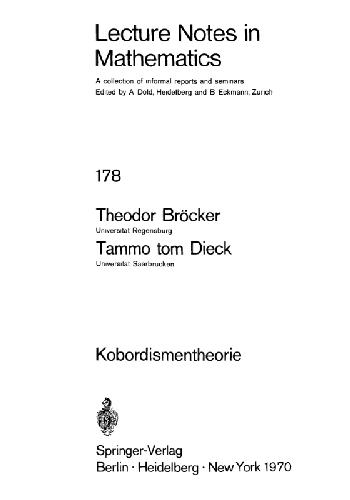 Lecture Notes in
Mathematics
A collection of informal reports and seminars
Edited by A. Dold, Heidelberg and B. Eckmann, Zürich
178
Theodor Bröcker
Universität Regensburg
Tammo tom Dieck
Universität Saarbrücken
Kobordismentheorie
Springer-Verlag
Berlin · Heidelberg · New York 1970